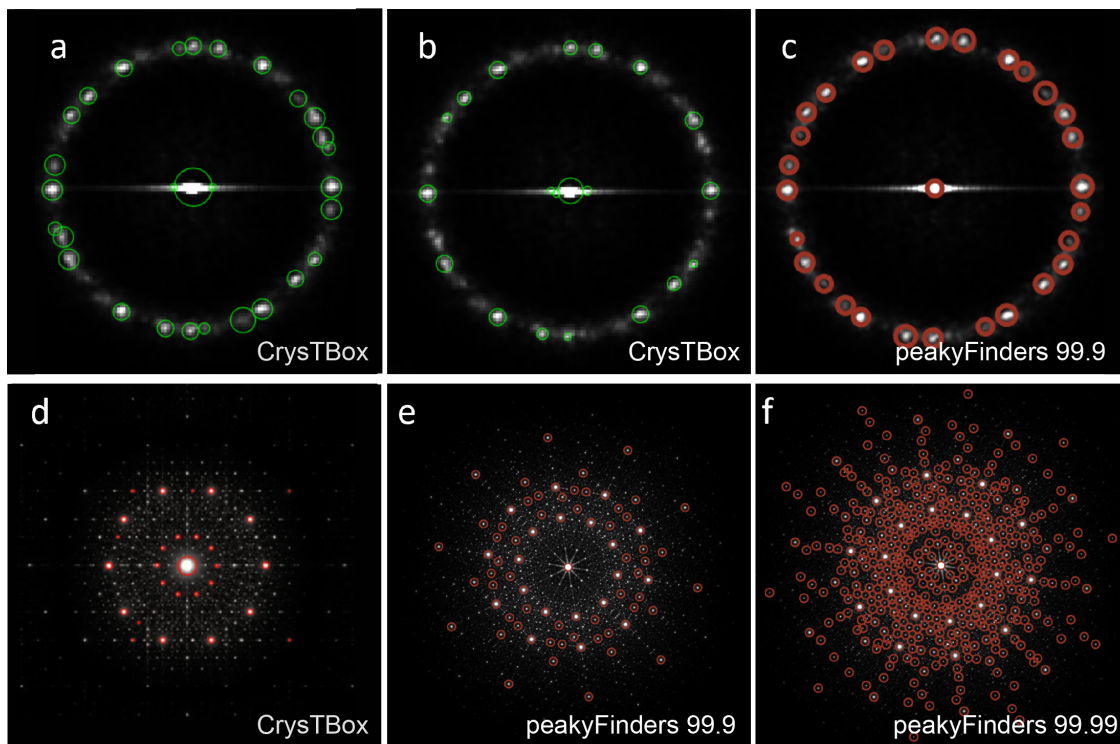 a
CrysTBox
b
CrysTBox
c
peakyFinders 99.9
d
CrysTBox
e
peakyFinders 99.9
f
peakyFinders 99.99